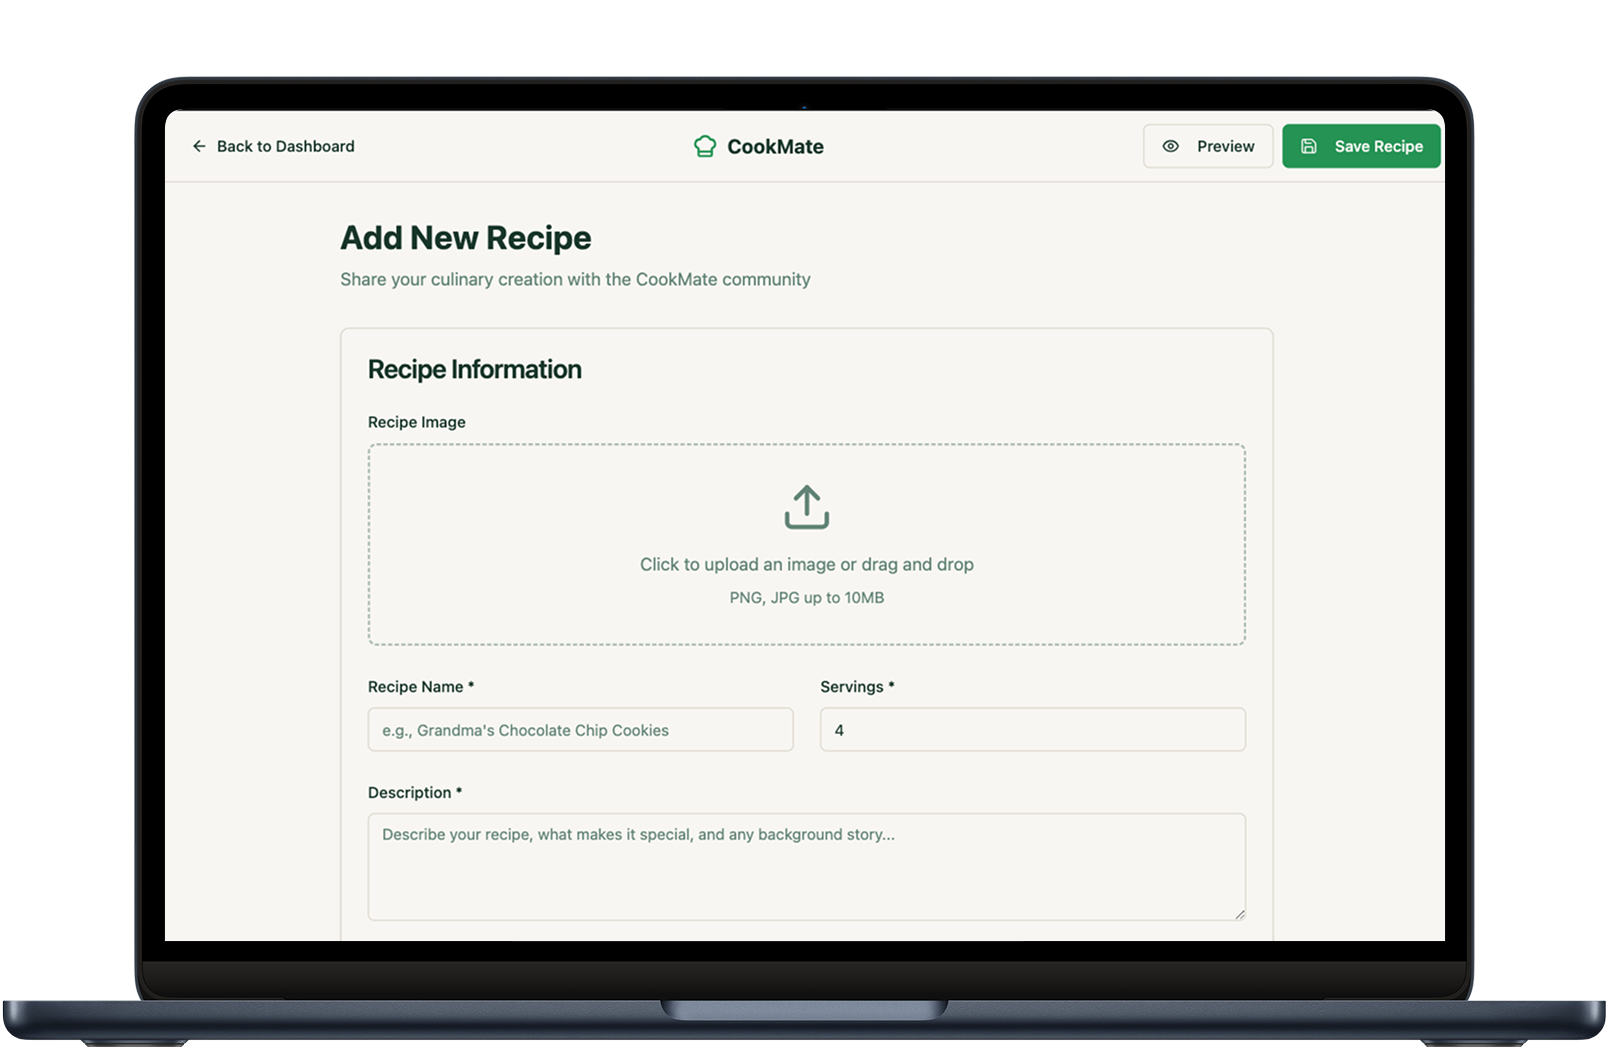 Back to Dashboard
CookMate
Preview
Save Recipe
Add New Recipe
Share your culinary creation with the CookMate community
Recipe Information
Recipe Image
Click to upload an image or drag and drop
PNG, JPG up to 10MB
Recipe Name *
Servings *
e.g., Grandma's Chocolate Chip Cookies
4
Description *
Describe your recipe, what makes it special, and any background story...